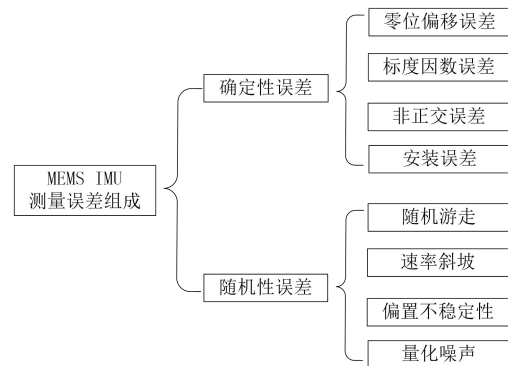 MEMS IMU
测量误差组成
确定性误差
零位偏移误差
标度因数误差
非正交误差
安装误差
随机性误差
随机游走
速率斜坡
偏置不稳定性
量化噪声